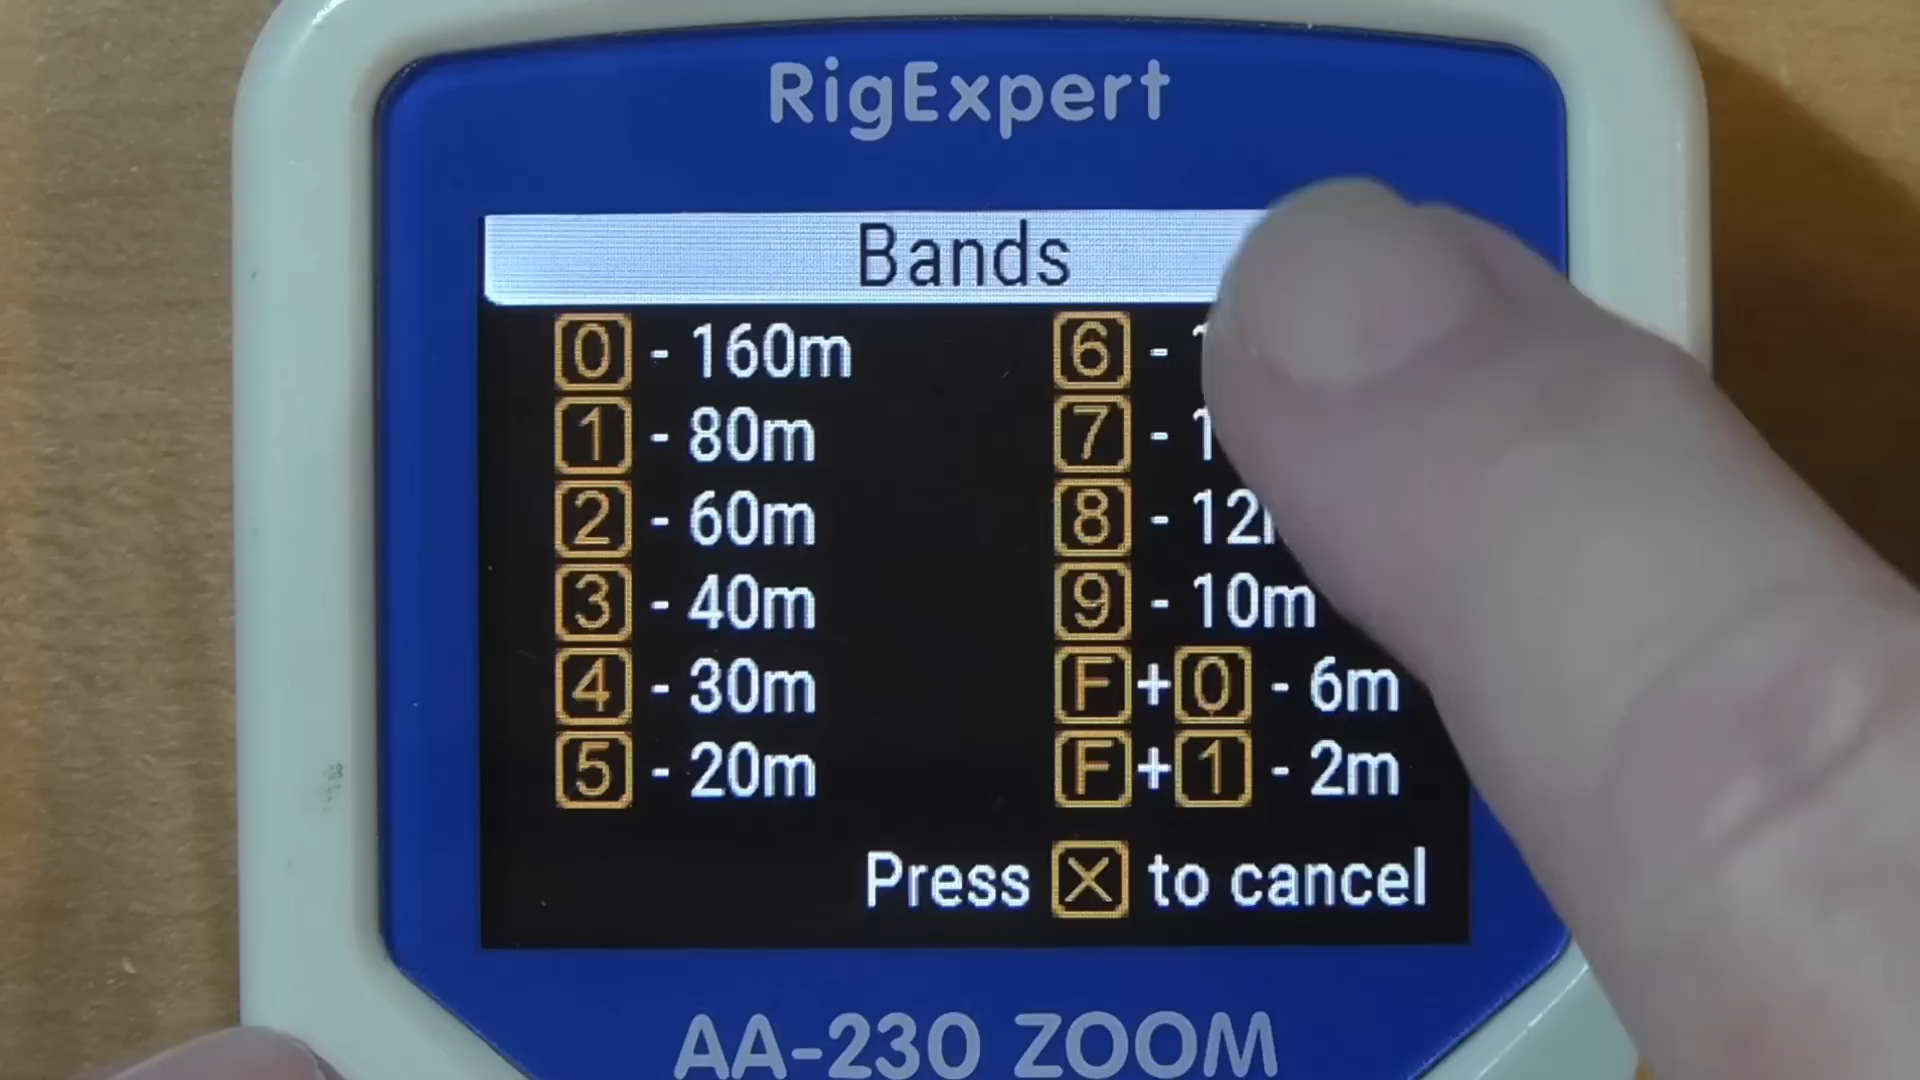 RigExpert
Bands
0 - 160m
1 - 80m
2 - 60m
3 - 40m
4 - 30m
5 - 20m
6 -
7 -
8 - 12m
9 - 10m
F+0 - 6m
F+1 - 2m
Press X to cancel
AA-230 ZOOM